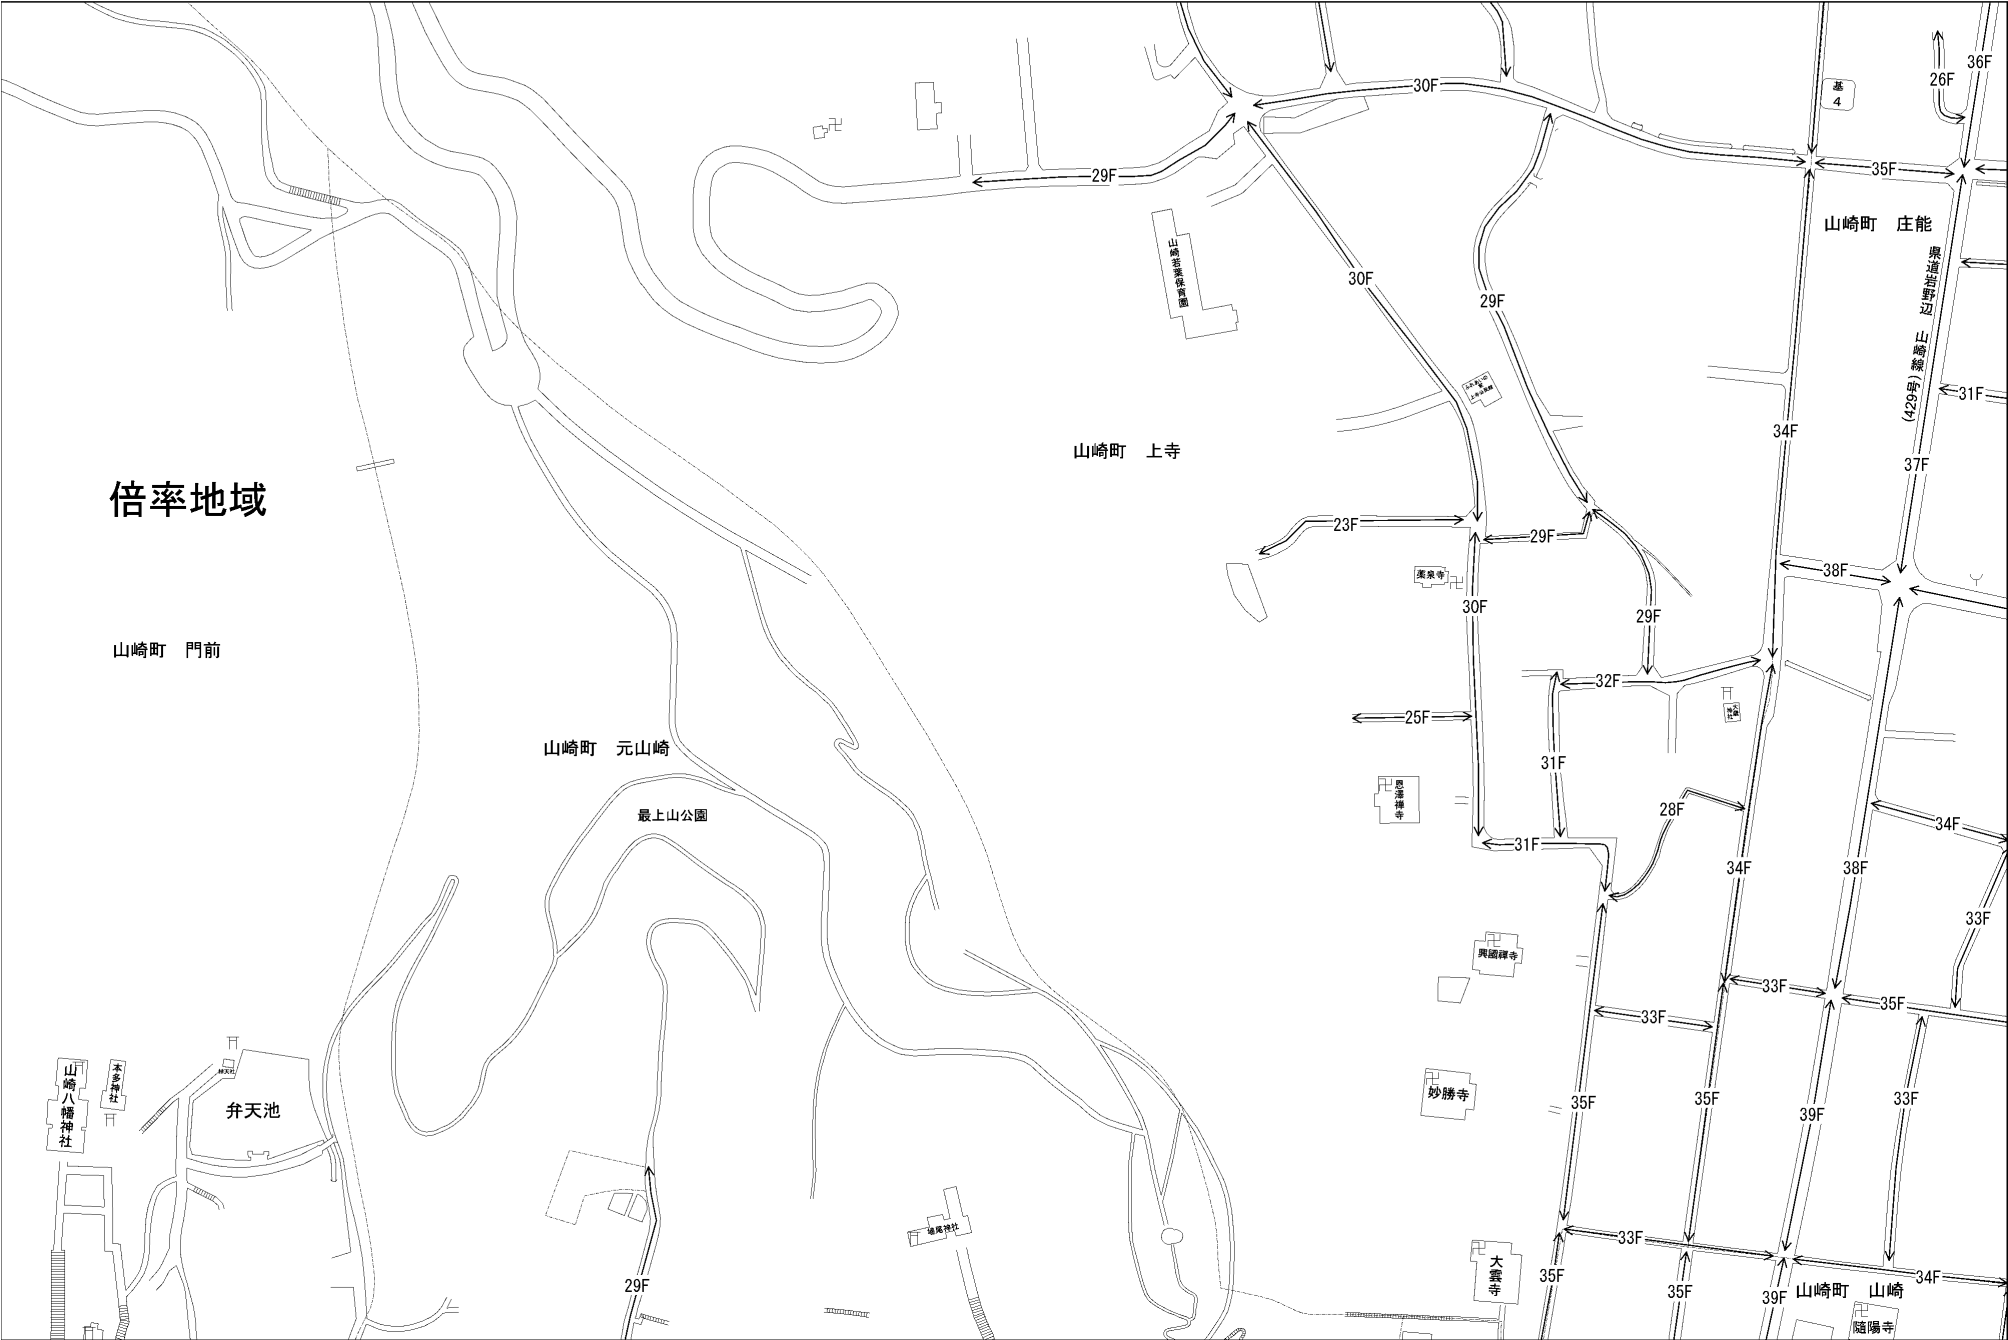 30F
36F
26F
基
4
29F
35F
山崎町 庄能
県道岩野辺 山崎線
(429号)
山崎若葉保育園
30F
29F
31F
34F
山崎町 上寺
37F
倍率地域
23F
29F
38F
薬泉寺
30F
29F
山崎町 門前
32F
25F
山崎町 元山崎
31F
最上山公園
恩澤禅寺
28F
34F
31F
34F
38F
33F
興國禅寺
33F
35F
33F
山崎八幡神社
本多神社
弁天池
妙勝寺
35F
35F
39F
33F
33F
大雲寺
29F
35F
35F
39F
34F
山崎町 山崎
隨陽寺